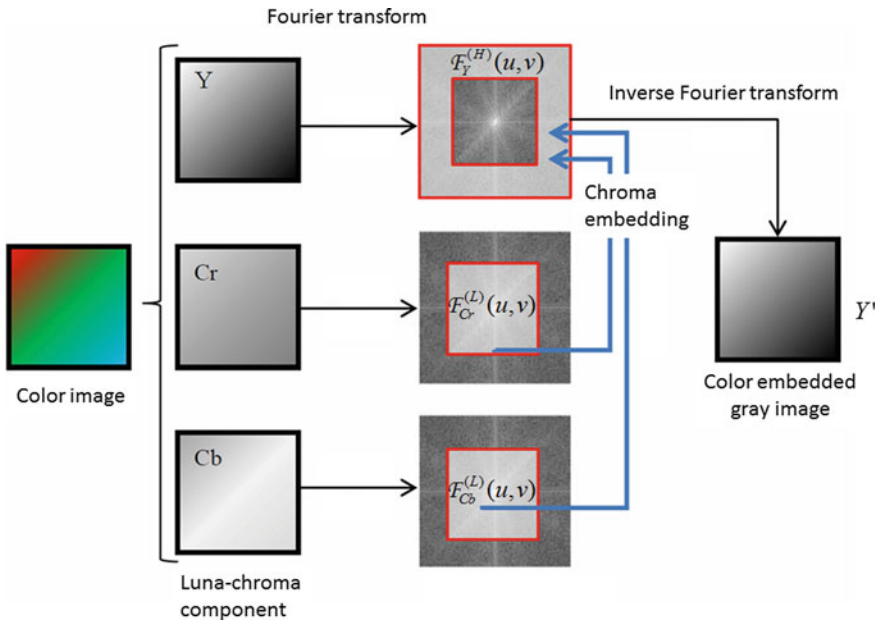 Fourier transform
Y
F_Y^(H)(u,v)
Inverse Fourier transform
Chroma
embedding
Cr
F_Cr^(L)(u,v)
Y'
Color image
Color embedded
gray image
Cb
F_Cb^(L)(u,v)
Luna-chroma
component